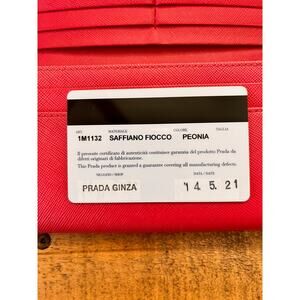 ART. MATERIALE COLORE TAGLIA
1M1132 SAFFIANO FIOCCO PEONIA
Il presente certificato di autenticità costituisce garanzia del prodotto Prada da
difetti originari di fabbricazione.
This Prada product is granted a guarantee covering all manufacturing defects.
NEGOZIO / SHOP DATA / DATE
PRADA GINZA '14. 5. 21